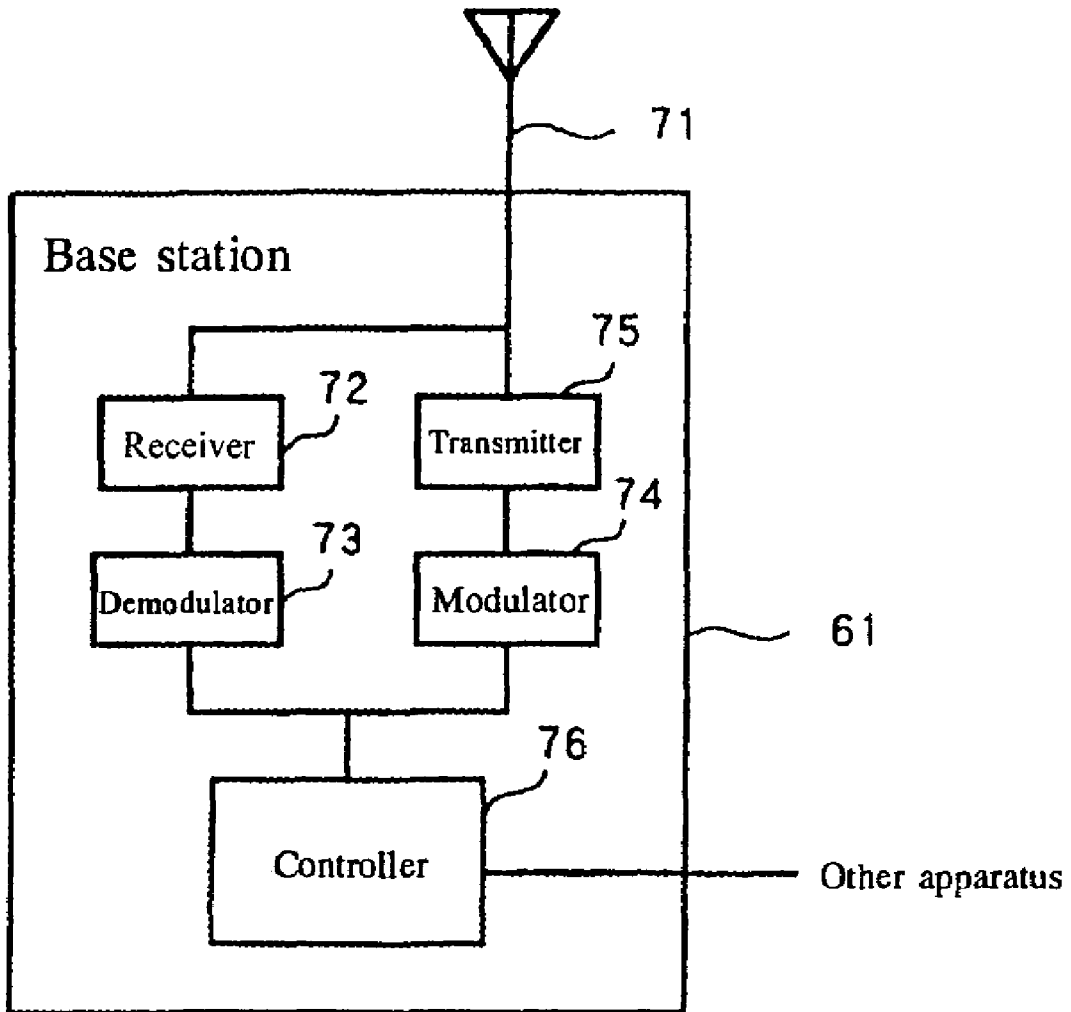 71
Base station
75
72
Receiver
Transmitter
74
73
Demodulator
Modulator
61
76
Controller
Other apparatus